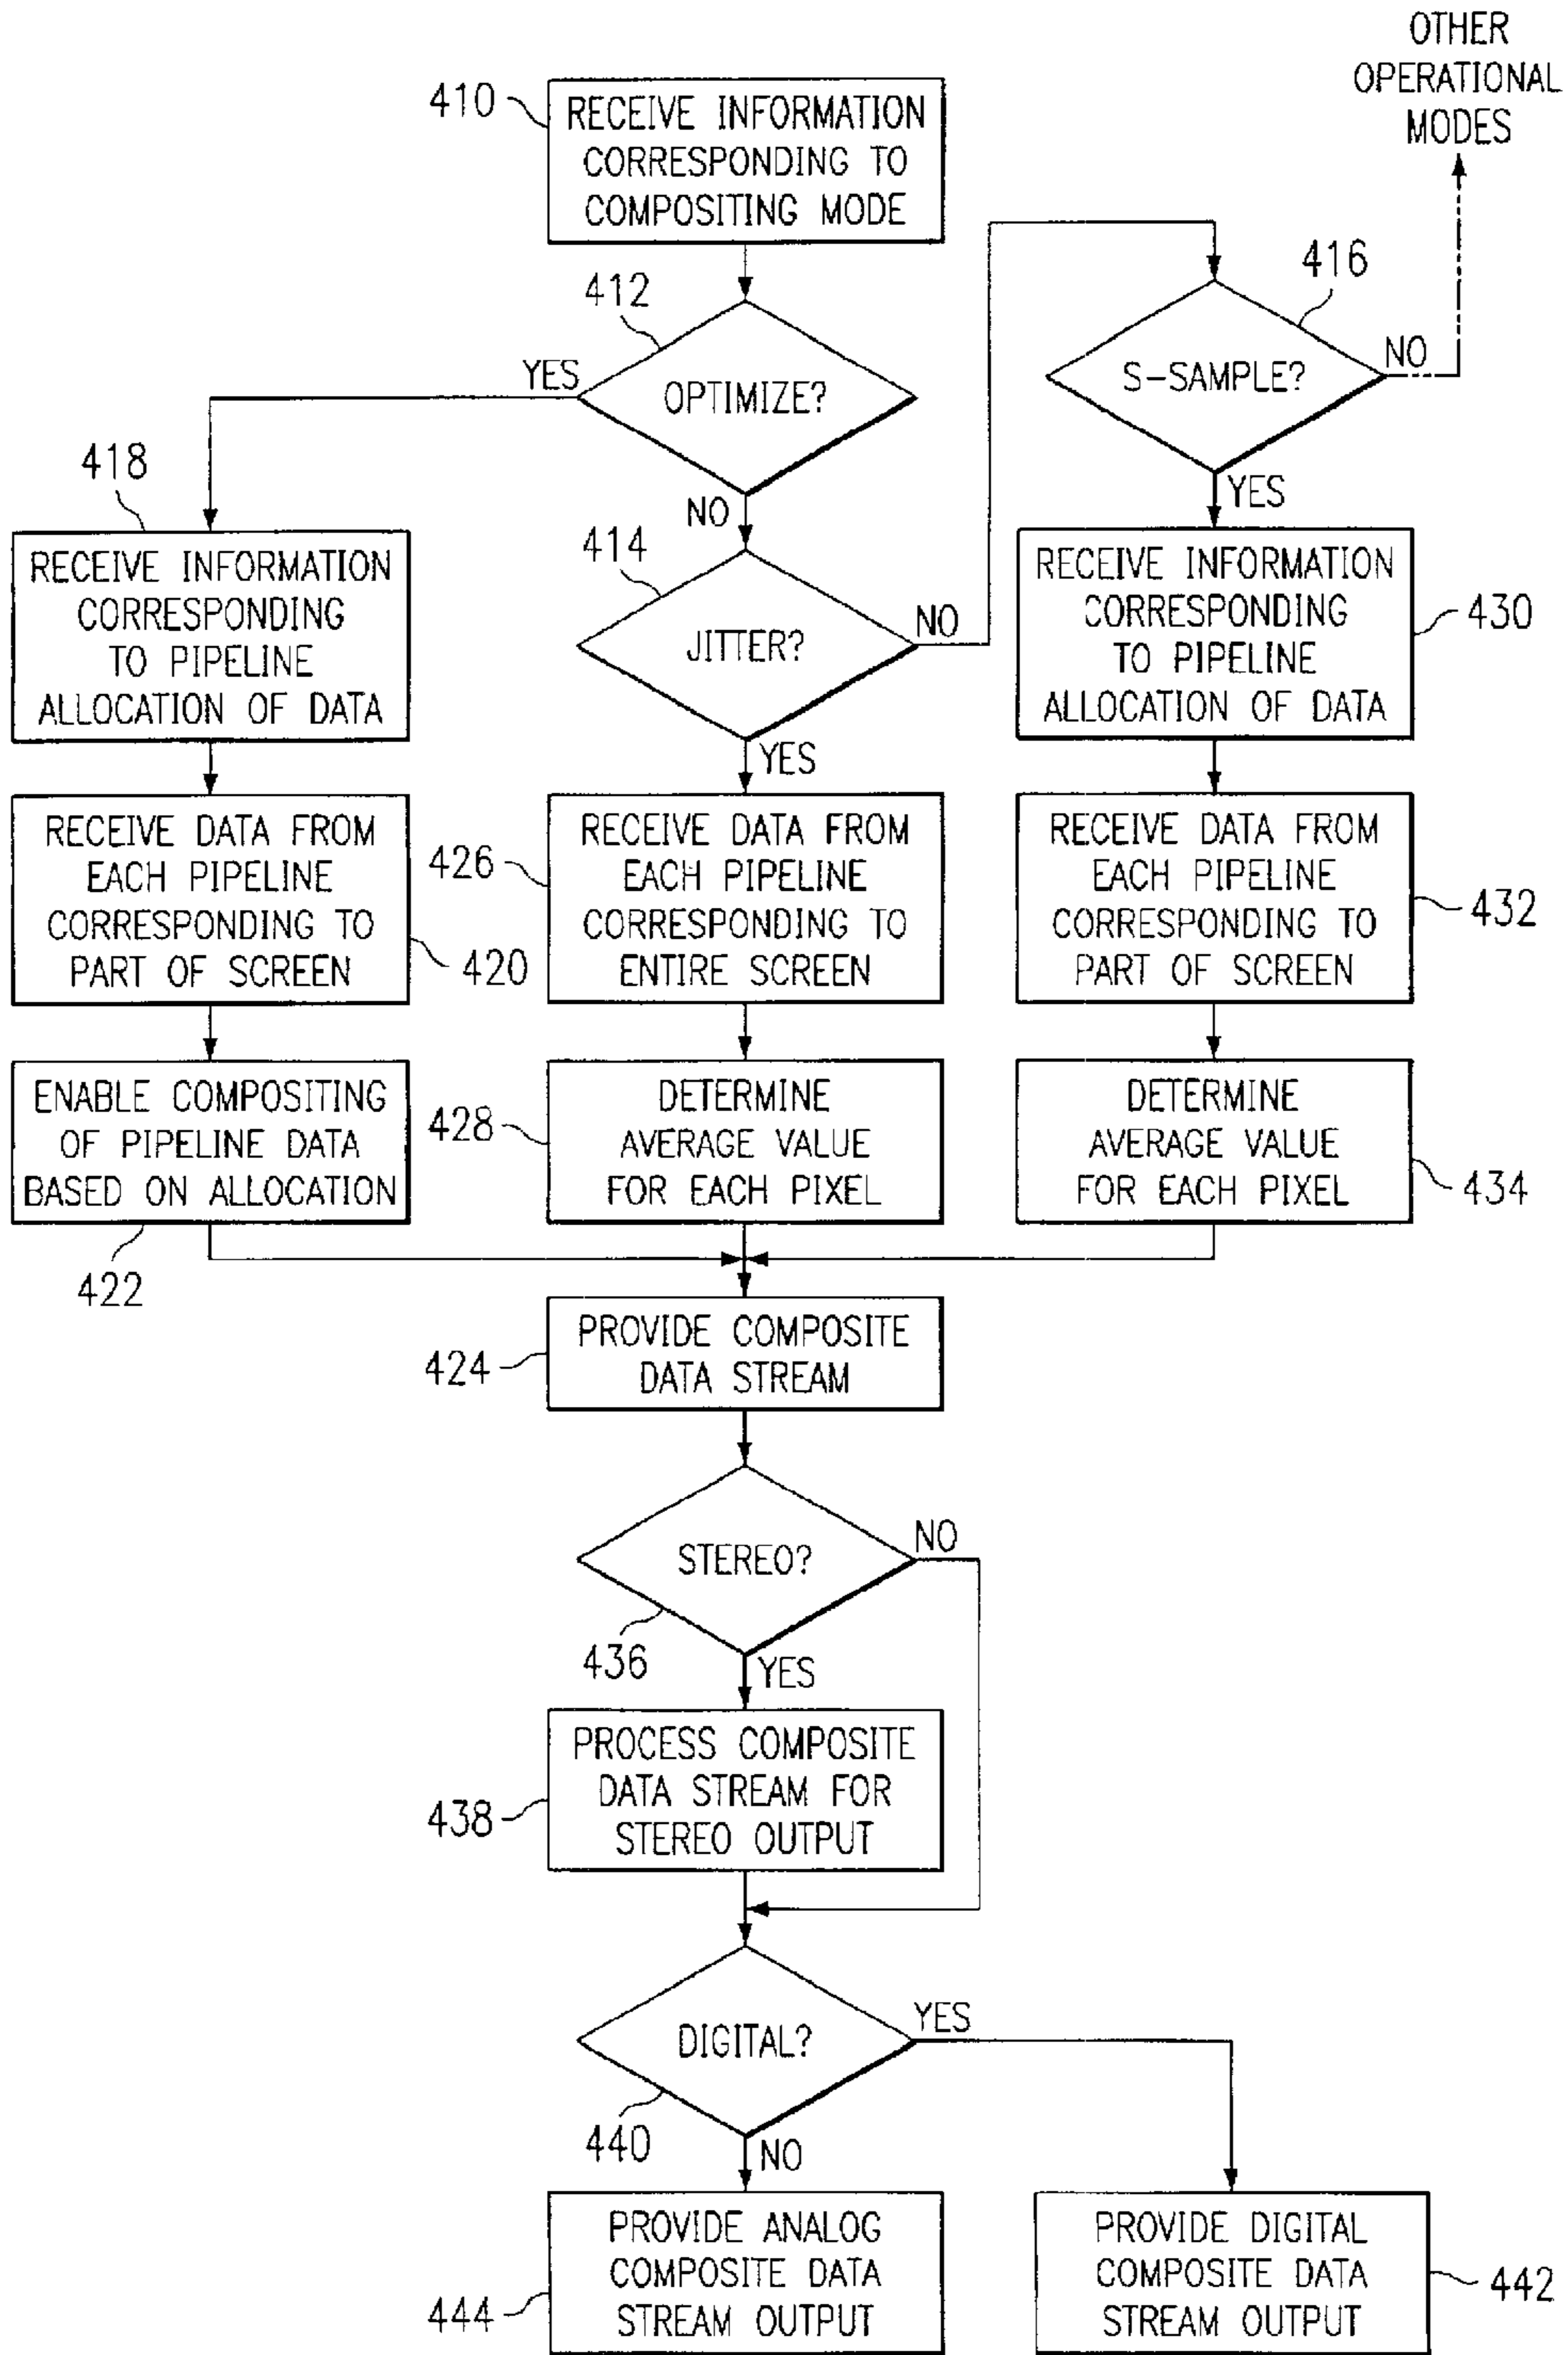 OTHER
OPERATIONAL
MODES
410
RECEIVE INFORMATION
CORRESPONDING TO
COMPOSITING MODE
412
YES
OPTIMIZE?
NO
416
S-SAMPLE?
NO
YES
418
RECEIVE INFORMATION
CORRESPONDING
TO PIPELINE
ALLOCATION OF DATA
414
JITTER?
NO
YES
RECEIVE INFORMATION
CORRESPONDING
TO PIPELINE
ALLOCATION OF DATA
430
RECEIVE DATA FROM
EACH PIPELINE
CORRESPONDING TO
PART OF SCREEN
420
426
RECEIVE DATA FROM
EACH PIPELINE
CORRESPONDING TO
ENTIRE SCREEN
RECEIVE DATA FROM
EACH PIPELINE
CORRESPONDING TO
PART OF SCREEN
432
ENABLE COMPOSITING
OF PIPELINE DATA
BASED ON ALLOCATION
422
428
DETERMINE
AVERAGE VALUE
FOR EACH PIXEL
DETERMINE
AVERAGE VALUE
FOR EACH PIXEL
434
424
PROVIDE COMPOSITE
DATA STREAM
STEREO?
NO
436
YES
438
PROCESS COMPOSITE
DATA STREAM FOR
STEREO OUTPUT
DIGITAL?
YES
440
NO
444
PROVIDE ANALOG
COMPOSITE DATA
STREAM OUTPUT
PROVIDE DIGITAL
COMPOSITE DATA
STREAM OUTPUT
442